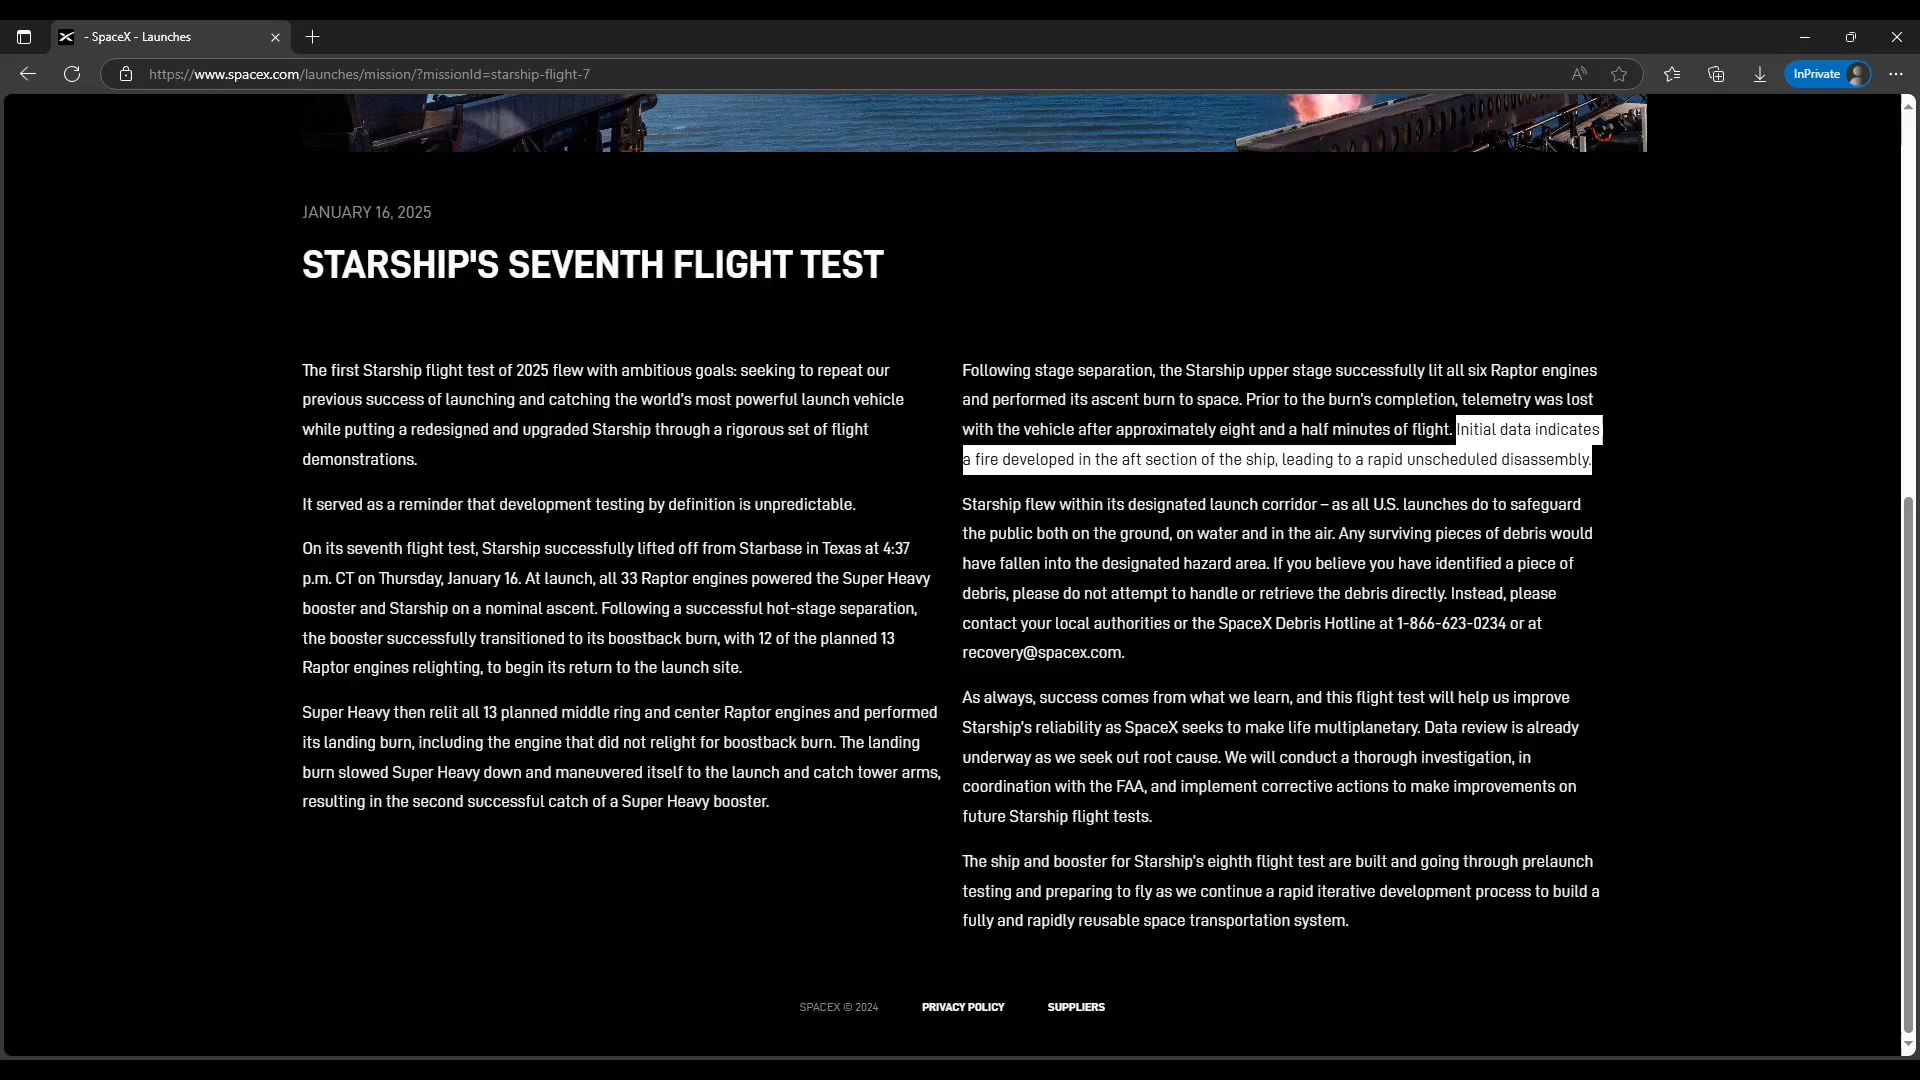 - SpaceX - Launches
https://www.spacex.com/launches/mission/?missionId=starship-flight-7
InPrivate
JANUARY 16, 2025
STARSHIP'S SEVENTH FLIGHT TEST
The first Starship flight test of 2025 flew with ambitious goals: seeking to repeat our
previous success of launching and catching the world's most powerful launch vehicle
while putting a redesigned and upgraded Starship through a rigorous set of flight
demonstrations.
It served as a reminder that development testing by definition is unpredictable.
On its seventh flight test, Starship successfully lifted off from Starbase in Texas at 4:37
p.m. CT on Thursday, January 16. At launch, all 33 Raptor engines powered the Super Heavy
booster and Starship on a nominal ascent. Following a successful hot-stage separation,
the booster successfully transitioned to its boostback burn, with 12 of the planned 13
Raptor engines relighting, to begin its return to the launch site.
Super Heavy then relit all 13 planned middle ring and center Raptor engines and performed
its landing burn, including the engine that did not relight for boostback burn. The landing
burn slowed Super Heavy down and maneuvered itself to the launch and catch tower arms,
resulting in the second successful catch of a Super Heavy booster.
Following stage separation, the Starship upper stage successfully lit all six Raptor engines
and performed its ascent burn to space. Prior to the burn's completion, telemetry was lost
with the vehicle after approximately eight and a half minutes of flight. Initial data indicates
a fire developed in the aft section of the ship, leading to a rapid unscheduled disassembly.
Starship flew within its designated launch corridor – as all U.S. launches do to safeguard
the public both on the ground, on water and in the air. Any surviving pieces of debris would
have fallen into the designated hazard area. If you believe you have identified a piece of
debris, please do not attempt to handle or retrieve the debris directly. Instead, please
contact your local authorities or the SpaceX Debris Hotline at 1-866-623-0234 or at
recovery@spacex.com.
As always, success comes from what we learn, and this flight test will help us improve
Starship's reliability as SpaceX seeks to make life multiplanetary. Data review is already
underway as we seek out root cause. We will conduct a thorough investigation, in
coordination with the FAA, and implement corrective actions to make improvements on
future Starship flight tests.
The ship and booster for Starship's eighth flight test are built and going through prelaunch
testing and preparing to fly as we continue a rapid iterative development process to build a
fully and rapidly reusable space transportation system.
SPACEX © 2024
PRIVACY POLICY
SUPPLIERS